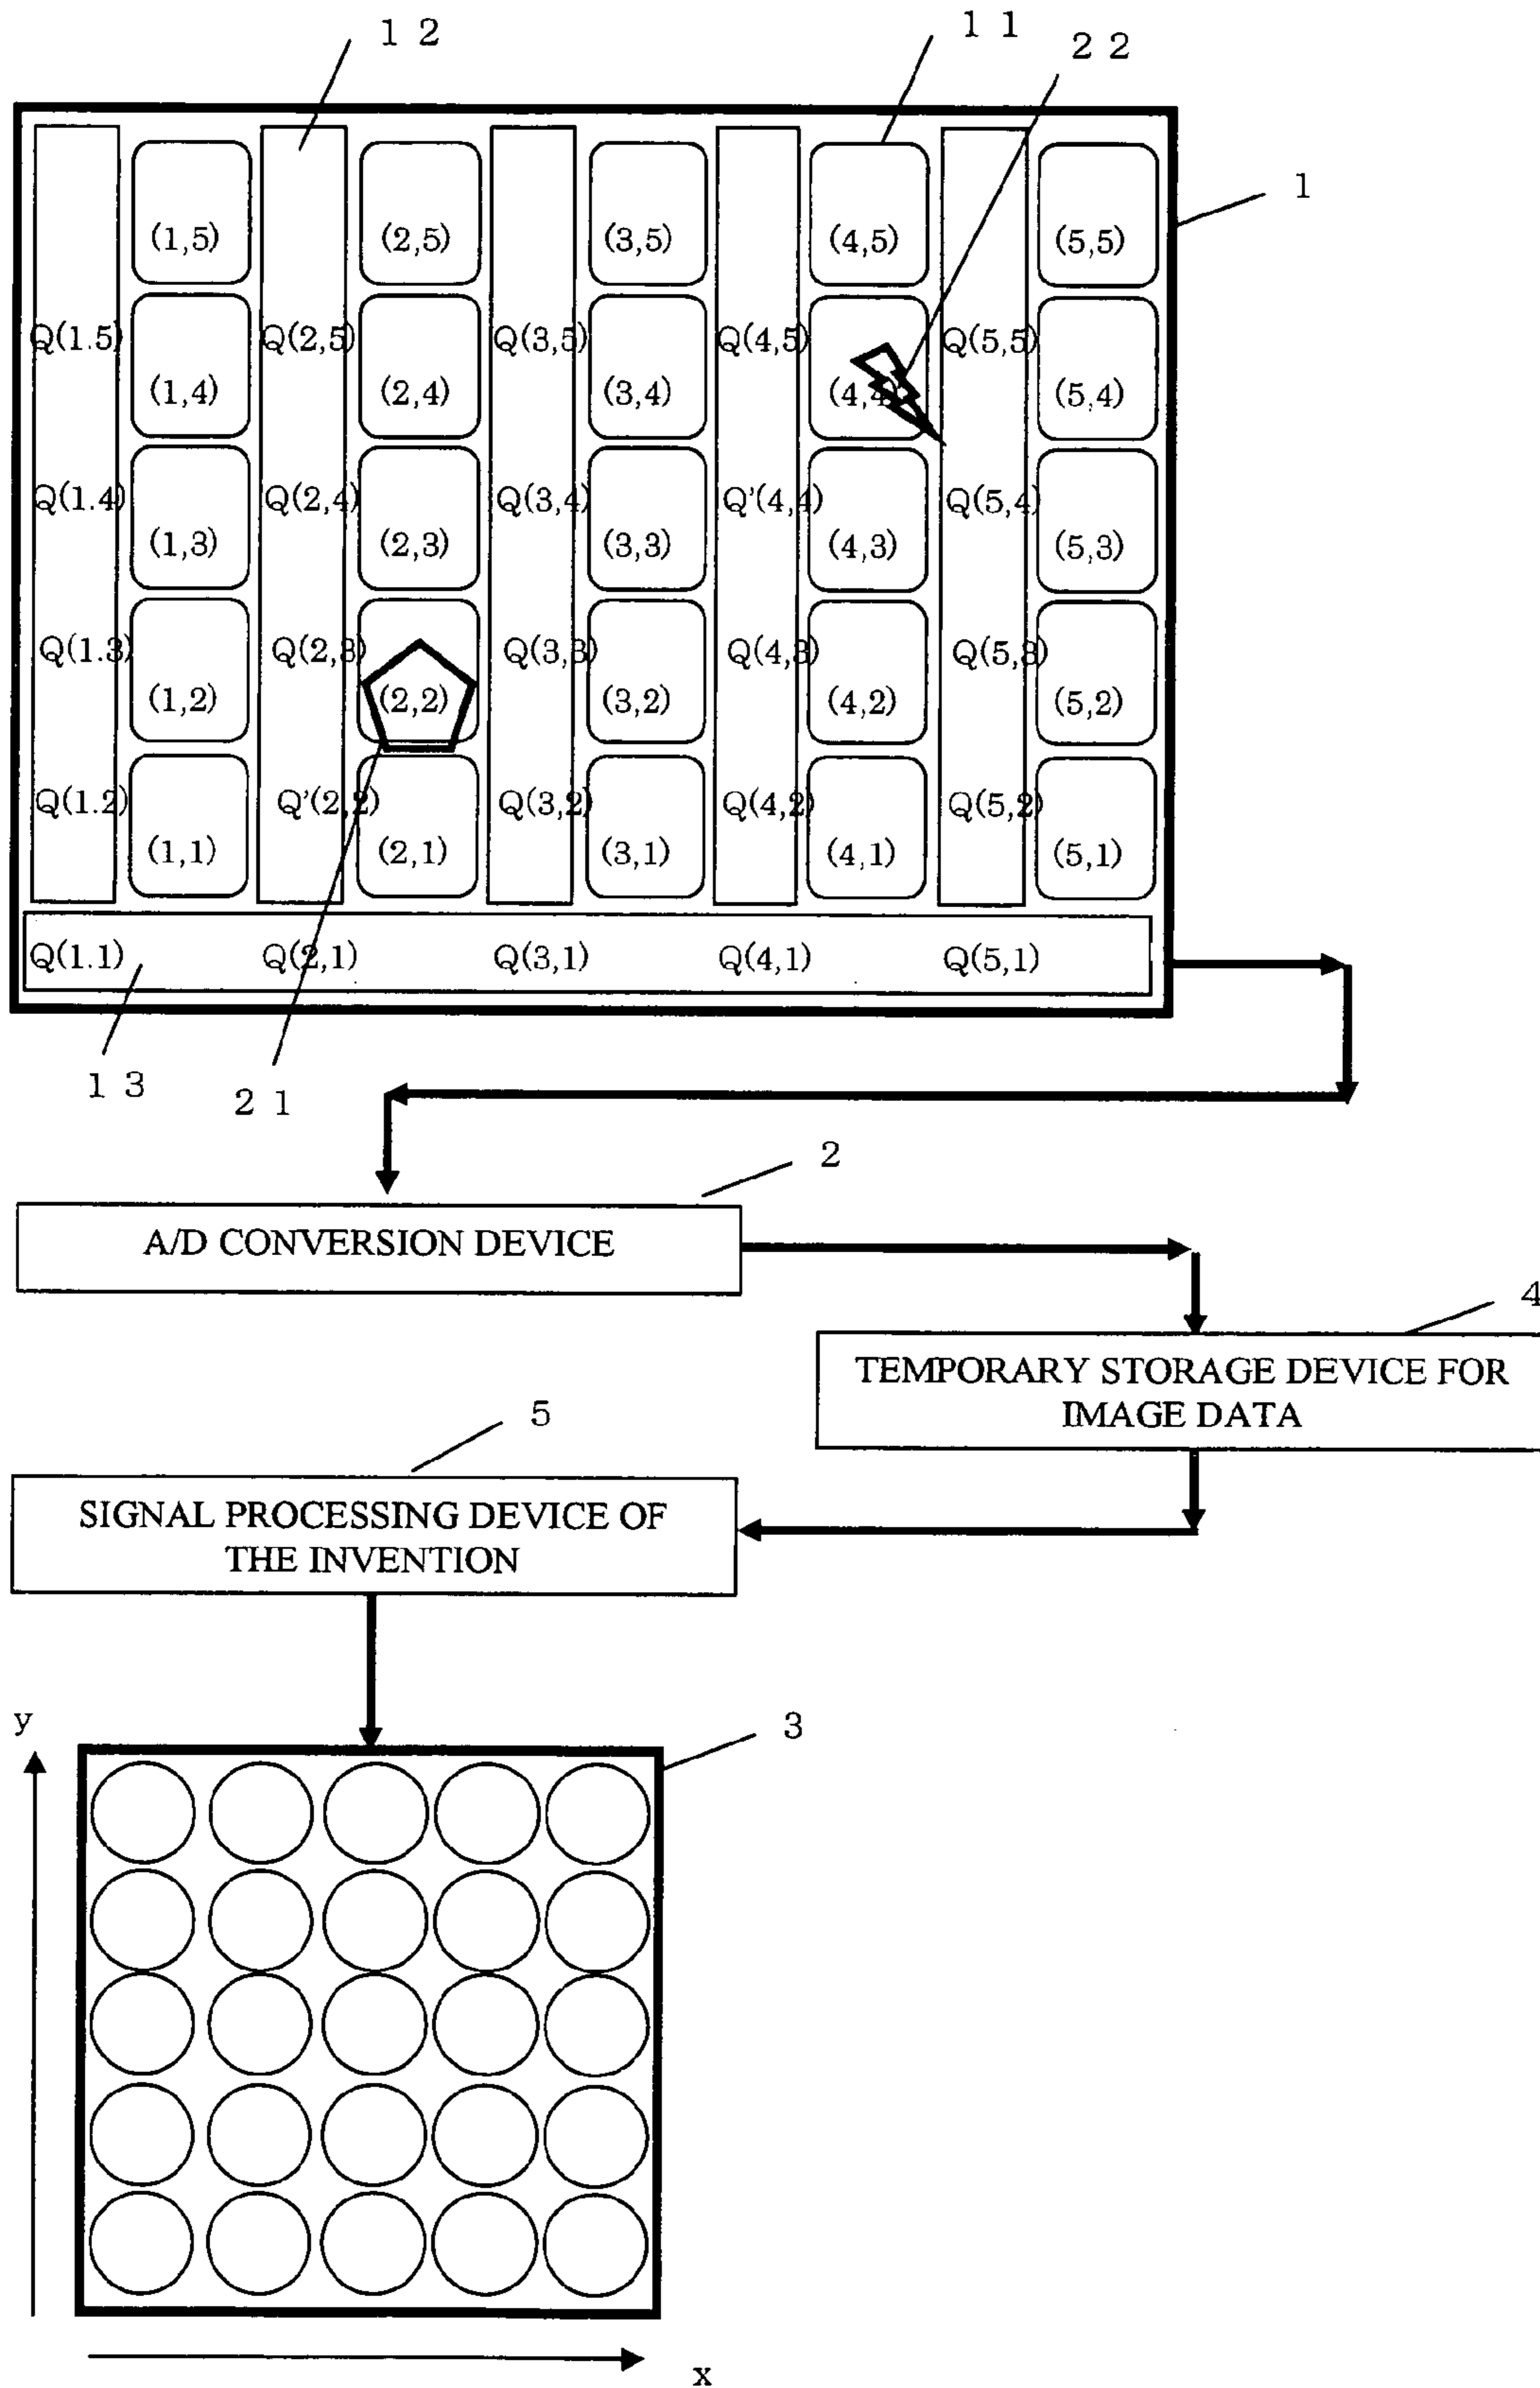 1 2
1 1
2 2
1
(1,5) (2,5) (3,5) (4,5) (5,5)
Q(1.5) Q(2,5) Q(3,5) Q(4,5) Q(5,5)
(1,4) (2,4) (3,4) (4,4) (5,4)
Q(1.4) Q(2,4) Q(3,4) Q'(4,4) Q(5,4)
(1,3) (2,3) (3,3) (4,3) (5,3)
Q(1.3) Q(2,3) Q(3,3) Q(4,3) Q(5,3)
(1,2) (2,2) (3,2) (4,2) (5,2)
Q(1.2) Q'(2,2) Q(3,2) Q(4,2) Q(5,2)
(1,1) (2,1) (3,1) (4,1) (5,1)
Q(1.1) Q(2,1) Q(3,1) Q(4,1) Q(5,1)
1 3
2 1
2
A/D CONVERSION DEVICE
4
TEMPORARY STORAGE DEVICE FOR
IMAGE DATA
5
SIGNAL PROCESSING DEVICE OF
THE INVENTION
y
3
x